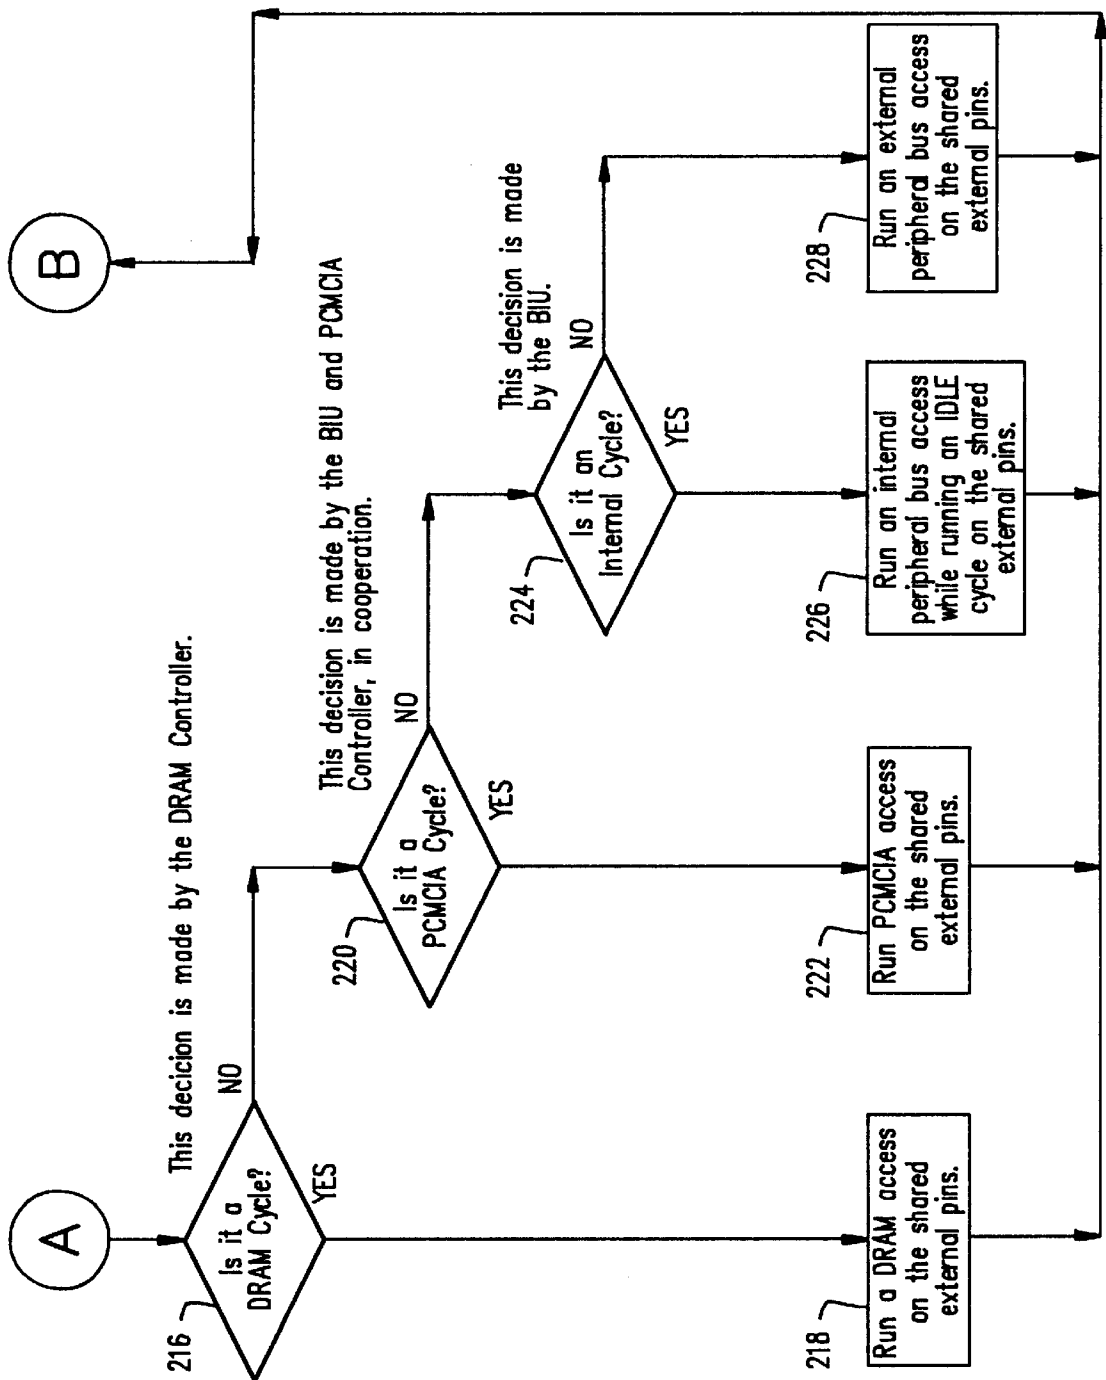 A
This decicion is made by the DRAM Controller.
216
Is it a
DRAM Cycle?
NO
YES
This decision is made by the BIU and PCMCIA
Controller, in cooperation.
220
Is it a
PCMCIA Cycle?
NO
YES
This decision is made
by the BIU.
224
Is it an
Internal Cycle?
NO
YES
218
Run a DRAM access
on the shared
external pins.
222
Run PCMCIA access
on the shared
external pins.
226
Run an internal
peripheral bus access
while running an IDLE
cycle on the shared
external pins.
228
Run an external
peripheral bus access
on the shared
external pins.
B